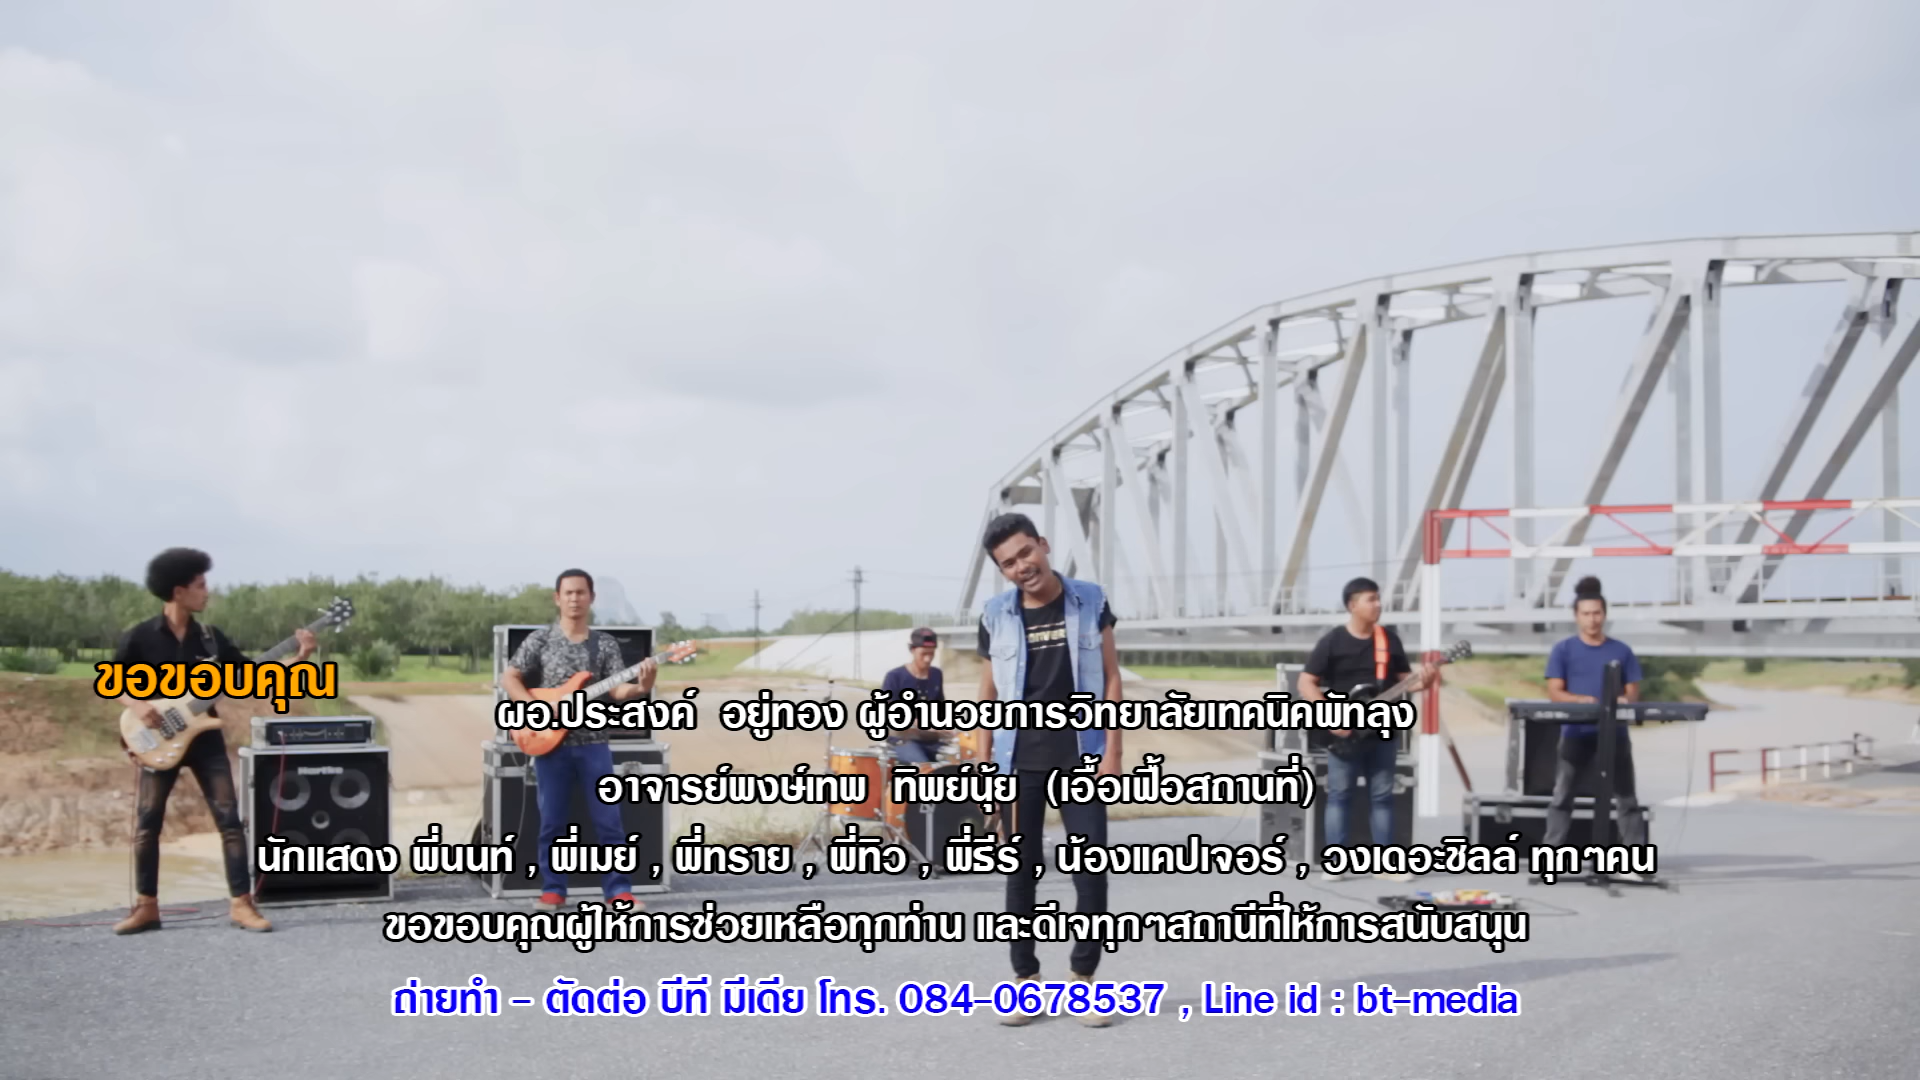 ขอขอบคุณ
ผอ.ประสงค์ อยู่ทอง ผู้อำนวยการวิทยาลัยเทคนิคพัทลุง
อาจารย์พงษ์เทพ ทิพย์นุ้ย (เอื้อเฟื้อสถานที่)
นักแสดง พี่นนท์ , พี่เมย์ , พี่ทราย , พี่ทิว , พี่ธีร์ , น้องแคปเจอร์ , วงเดอะชิลล์ ทุกๆคน
ขอขอบคุณผู้ให้การช่วยเหลือทุกท่าน และดีเจทุกๆสถานีที่ให้การสนับสนุน
ถ่ายทำ - ตัดต่อ บีที มีเดีย โทร. 084-0678537 , Line id : bt-media
Hartke